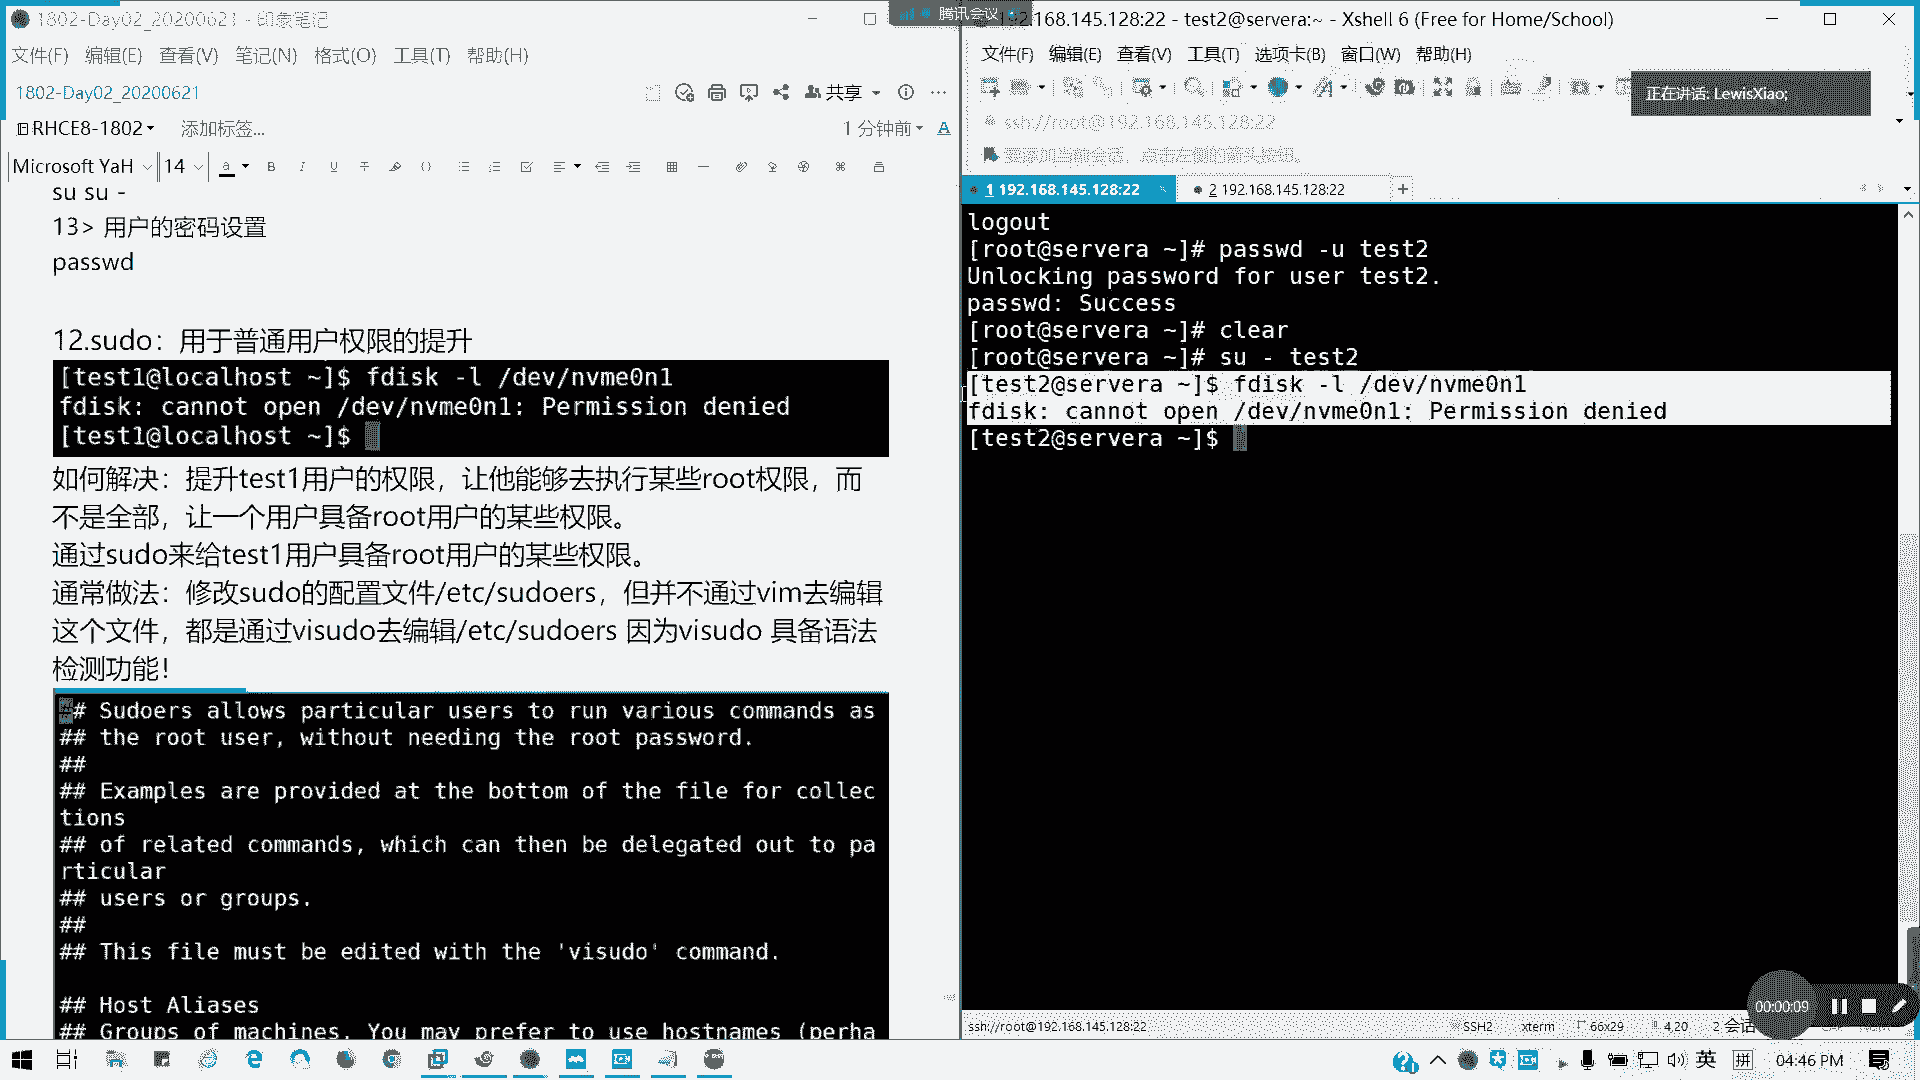 1802-Day02_20200621 - 印象笔记
文件(F) 编辑(E) 查看(V) 笔记(N) 格式(O) 工具(T) 帮助(H)
1802-Day02_20200621
共享
RHCE8-1802 添加标签...
1 分钟前
Microsoft YaH 14
su su -
13> 用户的密码设置
passwd
12.sudo：用于普通用户权限的提升
[test1@localhost ~]$ fdisk -l /dev/nvme0n1
fdisk: cannot open /dev/nvme0n1: Permission denied
[test1@localhost ~]$
如何解决：提升test1用户的权限，让他能够去执行某些root权限，而
不是全部，让一个用户具备root用户的某些权限。
通过sudo来给test1用户具备root用户的某些权限。
通常做法：修改sudo的配置文件/etc/sudoers，但并不通过vim去编辑
这个文件，都是通过visudo去编辑/etc/sudoers 因为visudo 具备语法
检测功能！
## Sudoers allows particular users to run various commands as
## the root user, without needing the root password.
##
## Examples are provided at the bottom of the file for collec
tions
## of related commands, which can then be delegated out to pa
rticular
## users or groups.
##
## This file must be edited with the 'visudo' command.
## Host Aliases
## Groups of machines. You may prefer to use hostnames (perha
腾讯会议
192.168.145.128:22 - test2@servera:~ - Xshell 6 (Free for Home/School)
文件(F) 编辑(E) 查看(V) 工具(T) 选项卡(B) 窗口(W) 帮助(H)
正在讲话: LewisXiao;
ssh://root@192.168.145.128:22
要添加当前会话，点击左侧的箭头按钮。
1 192.168.145.128:22
2 192.168.145.128:22
logout
[root@servera ~]# passwd -u test2
Unlocking password for user test2.
passwd: Success
[root@servera ~]# clear
[root@servera ~]# su - test2
[test2@servera ~]$ fdisk -l /dev/nvme0n1
fdisk: cannot open /dev/nvme0n1: Permission denied
[test2@servera ~]$
00:00:09
ssh://root@192.168.145.128:22 SSH2 xterm 66x29 4,20 2 会话
英 拼 04:46 PM